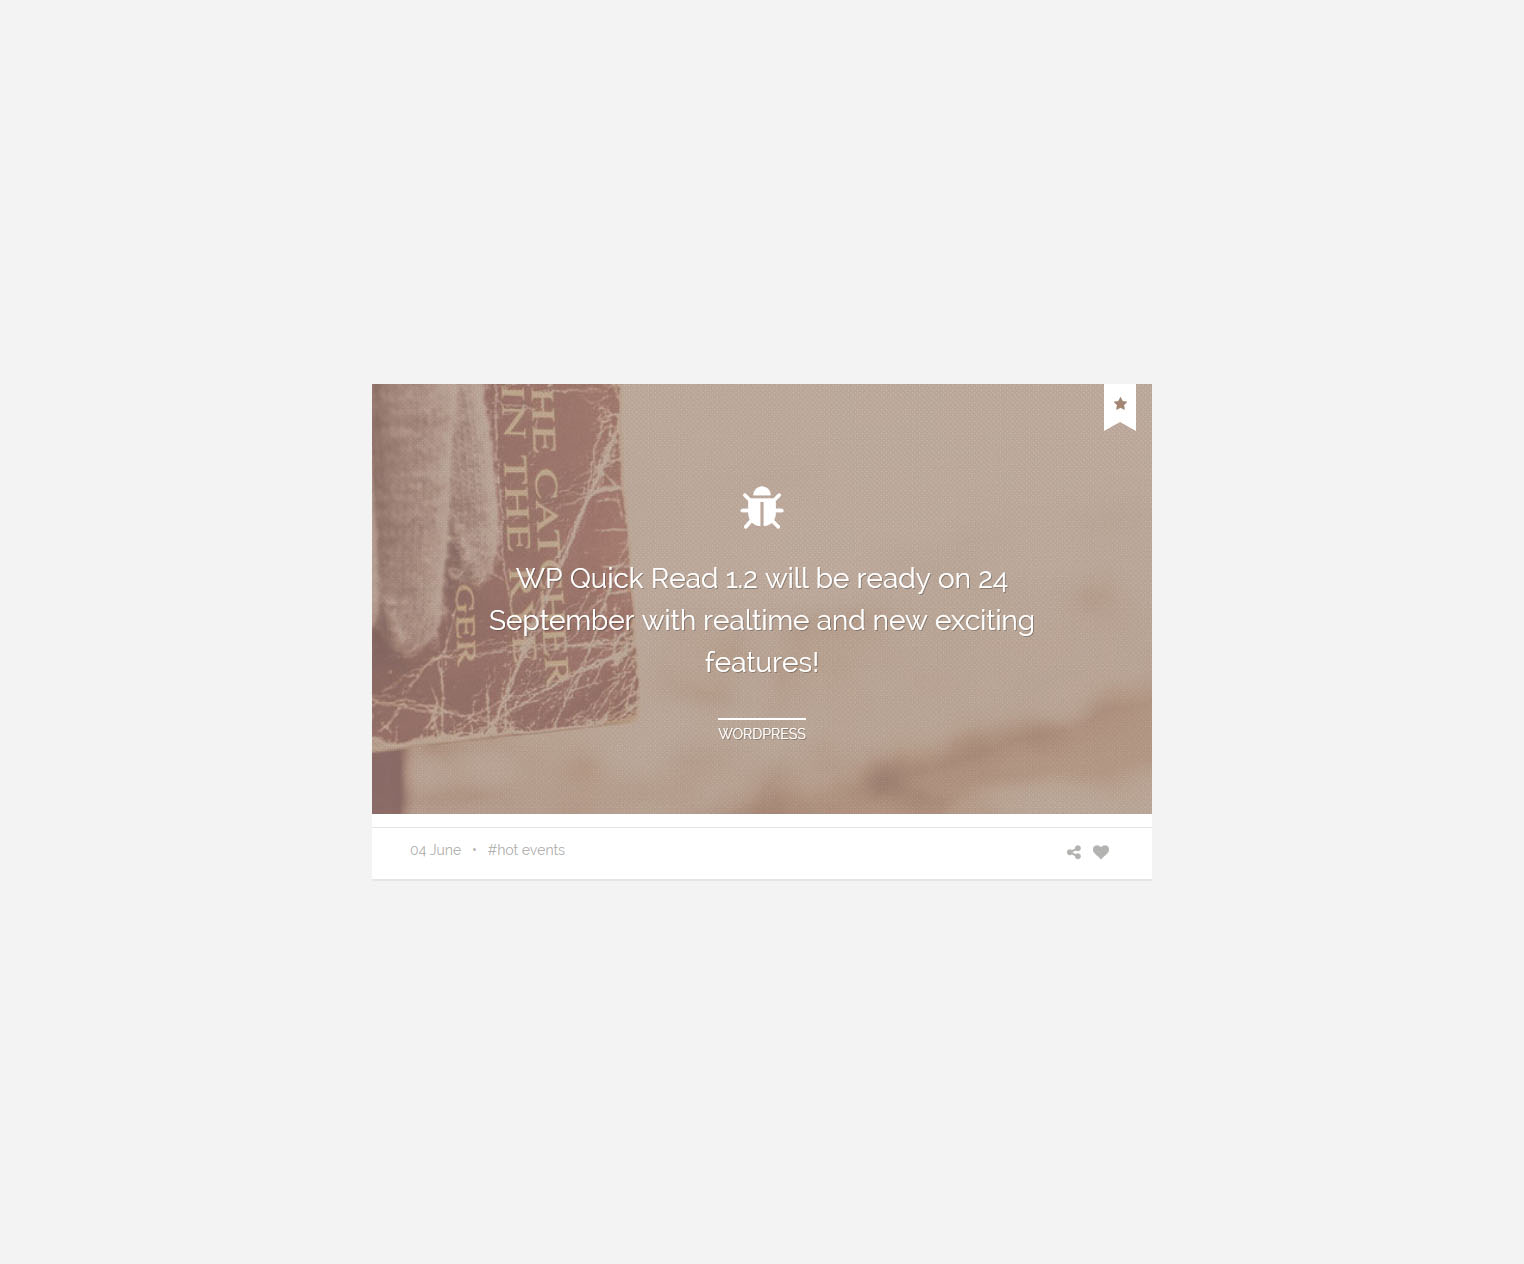 THE CATCHER
IN THE RYE
GER
WP Quick Read 1.2 will be ready on 24
September with realtime and new exciting
features!
WORDPRESS
04 June • #hot events